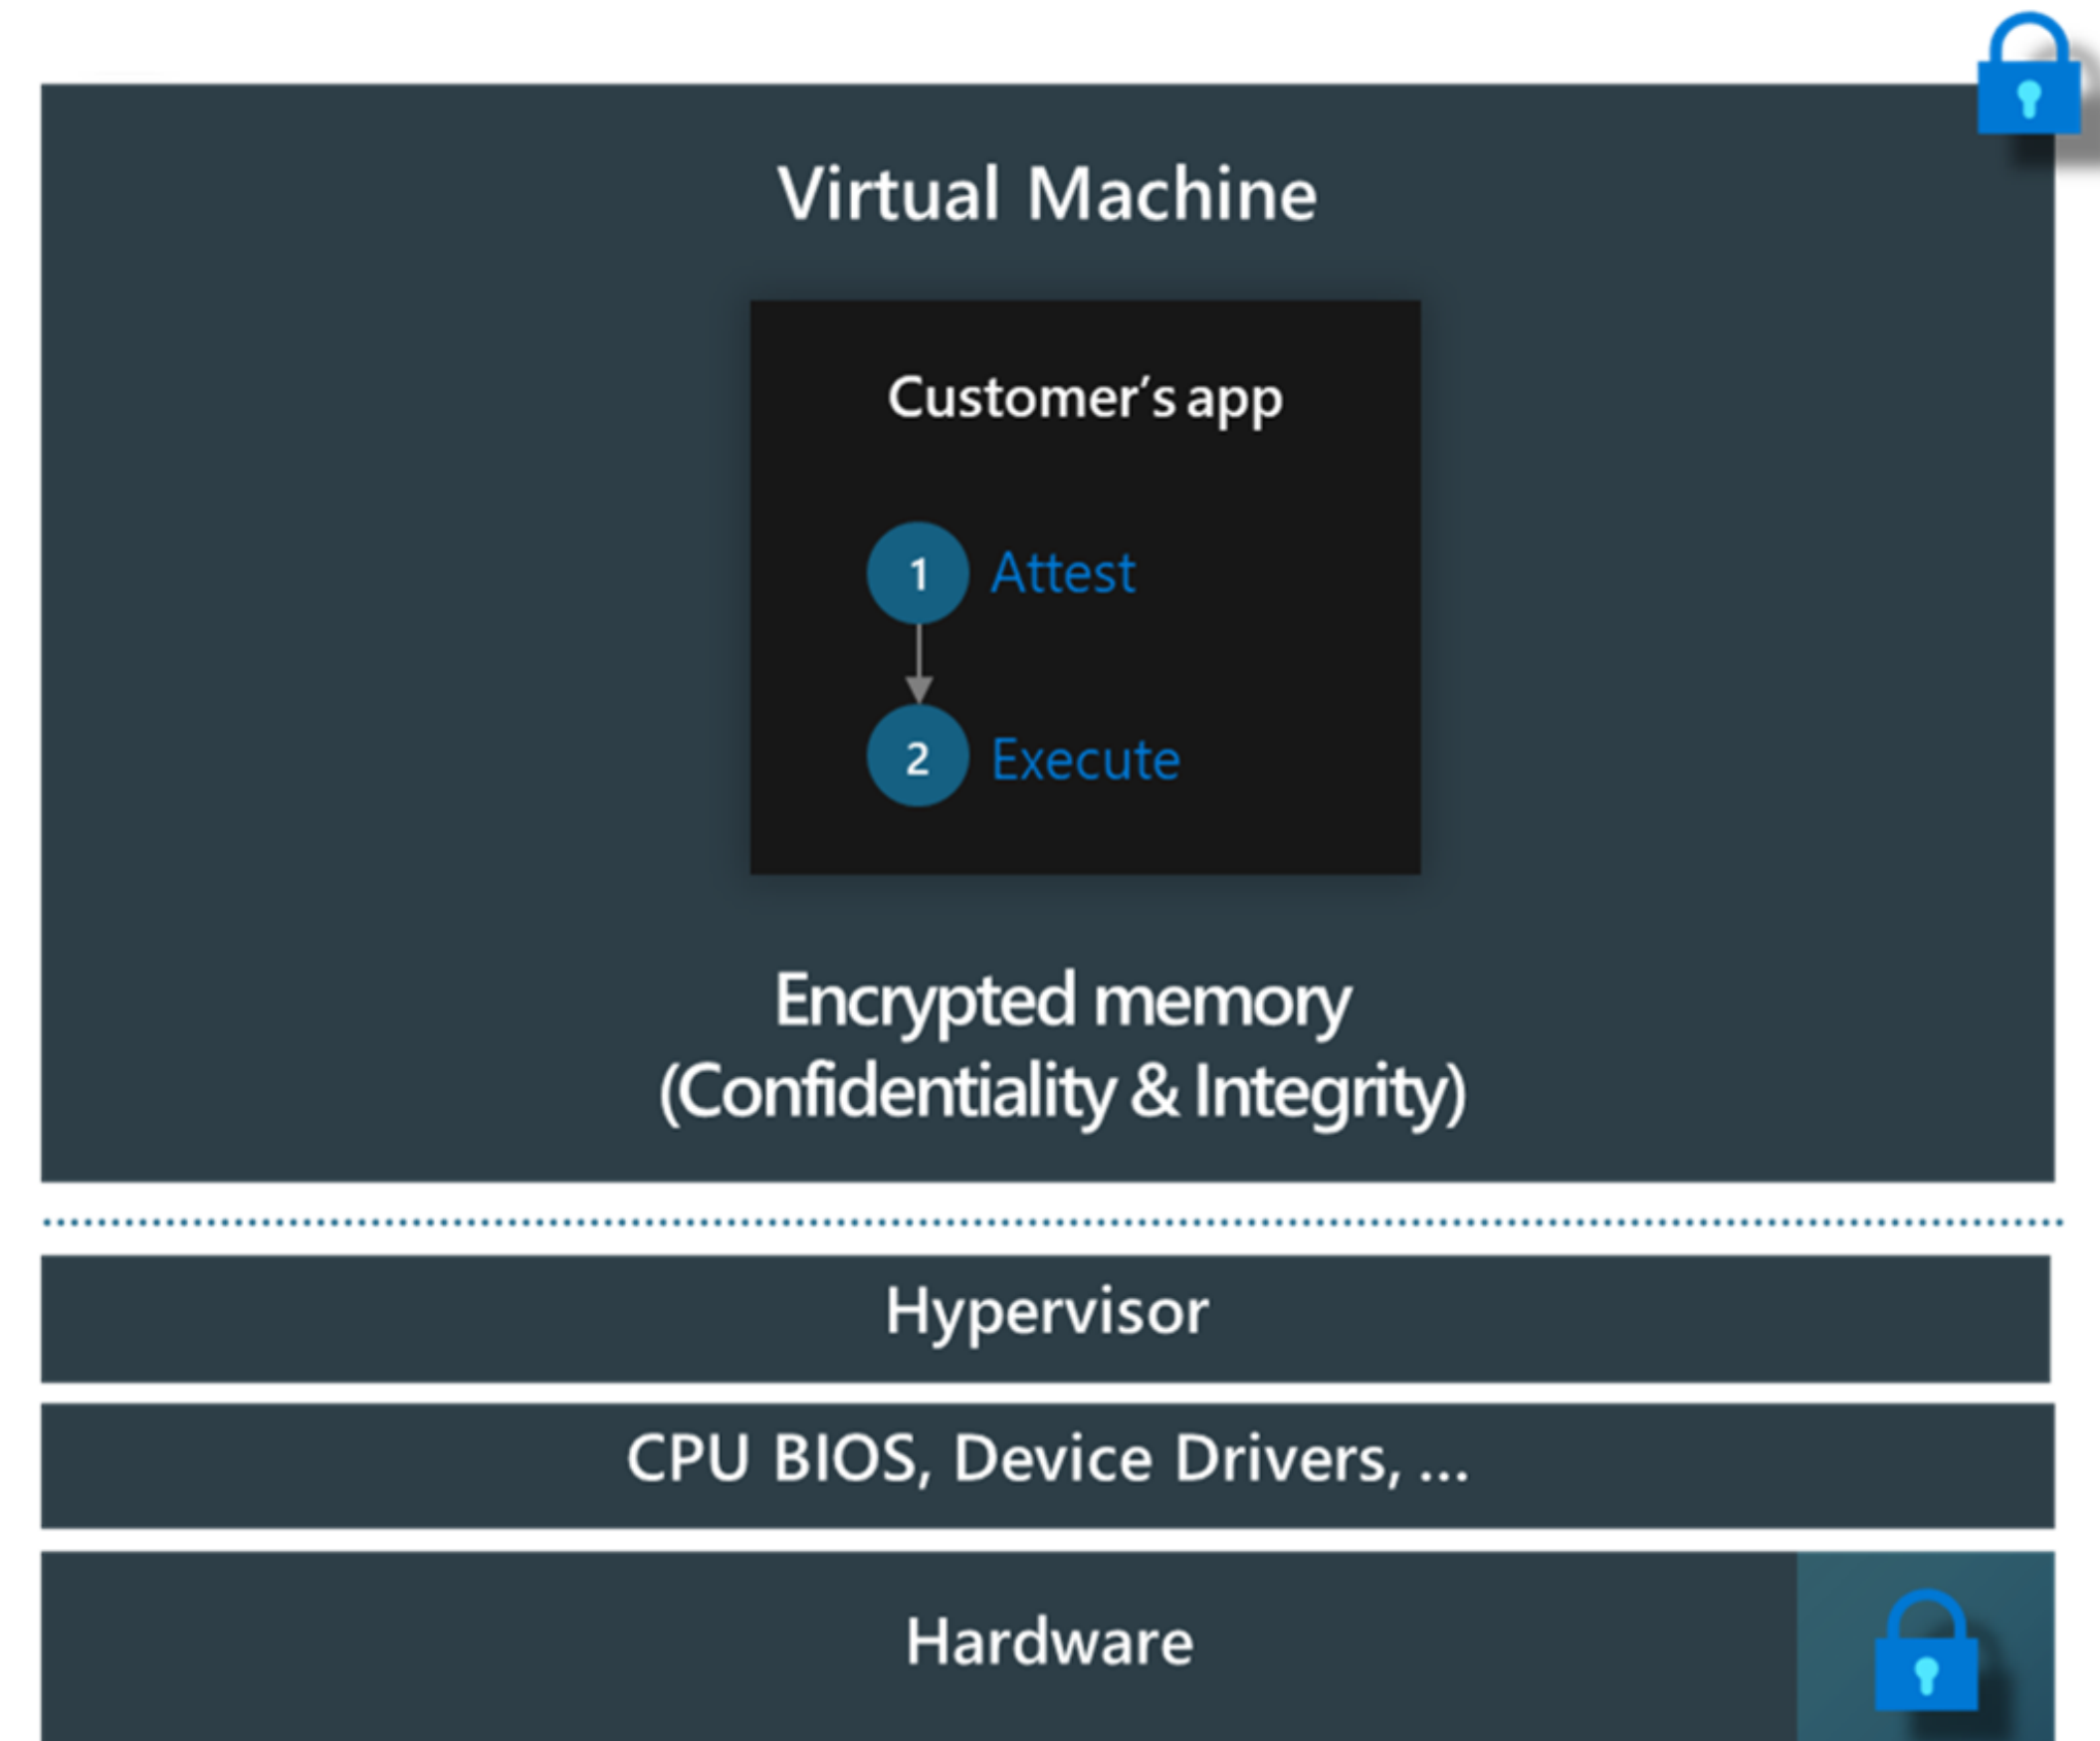 Virtual Machine
Customer’s app
1 Attest
2 Execute
Encrypted memory
(Confidentiality & Integrity)
Hypervisor
CPU BIOS, Device Drivers, ...
Hardware